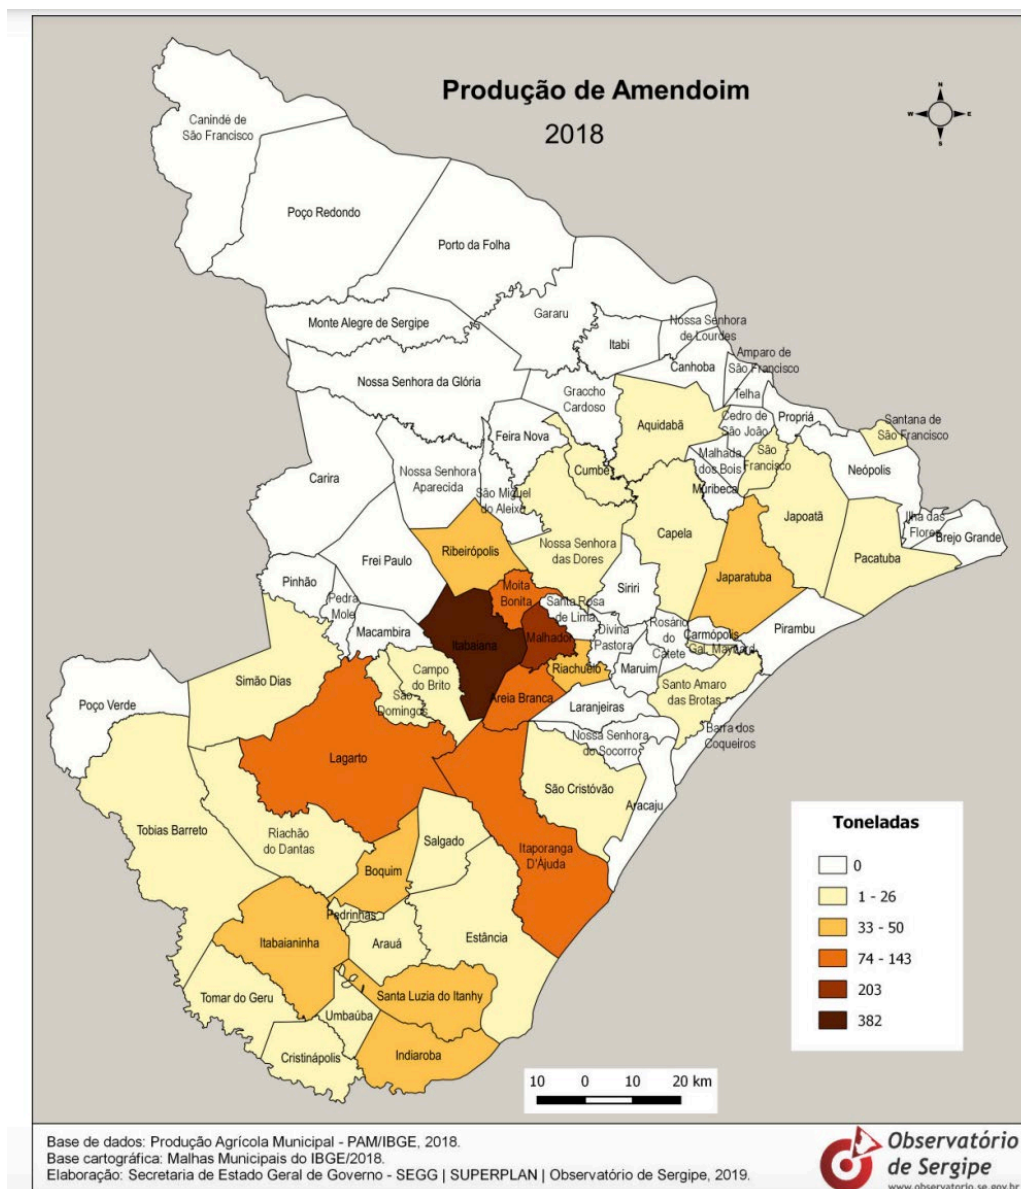 Produção de Amendoim
2018
N
W
E
S
Canindé de
São Francisco
Poço Redondo
Porto da Folha
Monte Alegre de Sergipe
Gararu
Itabi
Nossa Senhora
de Lourdes
Nossa Senhora da Glória
Canhoba
Amparo de
São Francisco
Graccho
Cardoso
Telha
Aquidabã
Cedro de
São João
Propriá
Santana de
São Francisco
Feira Nova
Carira
Nossa Senhora
Aparecida
Cumbe
Malhada
dos Bois
São
Francisco
Neópolis
São Miguel
do Aleixo
Muribeca
Japoatã
Ilha das
Flores
Brejo Grande
Ribeirópolis
Nossa Senhora
das Dores
Capela
Pacatuba
Frei Paulo
Japaratuba
Pinhão
Pedra
Mole
Moita
Bonita
Siriri
Santa Rosa
de Lima
Macambira
Itabaiana
Malhador
Divina
Pastora
Rosário
do
Catete
Carmópolis
Gal. Maynard
Pirambu
Riachuelo
Maruim
Simão Dias
Campo
do Brito
São
Domingos
Areia Branca
Santo Amaro
das Brotas
Poço Verde
Laranjeiras
Nossa Senhora
do Socorro
Barra dos
Coqueiros
Lagarto
São Cristóvão
Aracaju
Tobias Barreto
Riachão
do Dantas
Salgado
Itaporanga
D'Ájuda
Boquim
Pedrinhas
Itabaianinha
Arauá
Estância
Tomar do Geru
Santa Luzia do Itanhy
Umbaúba
Cristinápolis
Indiaroba
Toneladas
0
1 - 26
33 - 50
74 - 143
203
382
10 0 10 20 km
Base de dados: Produção Agrícola Municipal - PAM/IBGE, 2018.
Base cartográfica: Malhas Municipais do IBGE/2018.
Elaboração: Secretaria de Estado Geral de Governo - SEGG | SUPERPLAN | Observatório de Sergipe, 2019.
Observatório
de Sergipe
www.observatorio.se.gov.br